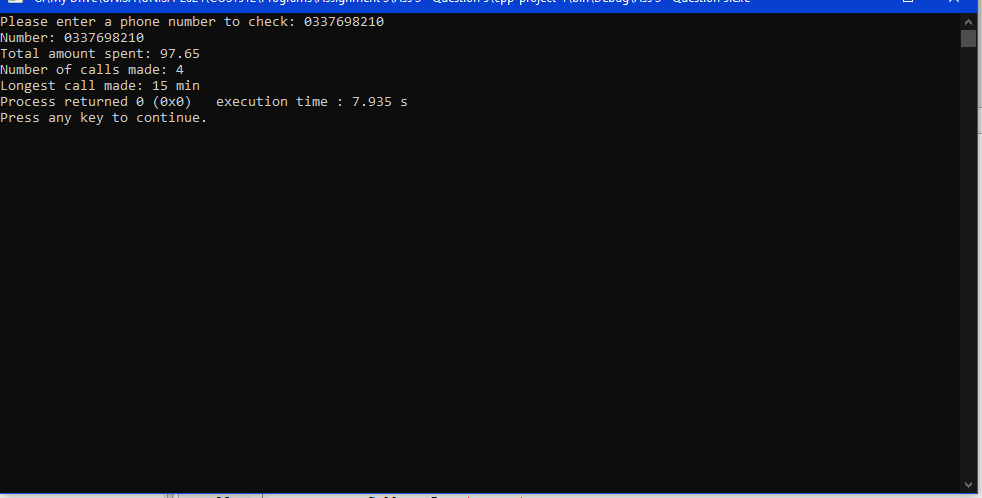 Please enter a phone number to check: 0337698210
Number: 0337698210
Total amount spent: 97.65
Number of calls made: 4
Longest call made: 15 min
Process returned 0 (0x0)   execution time : 7.935 s
Press any key to continue.